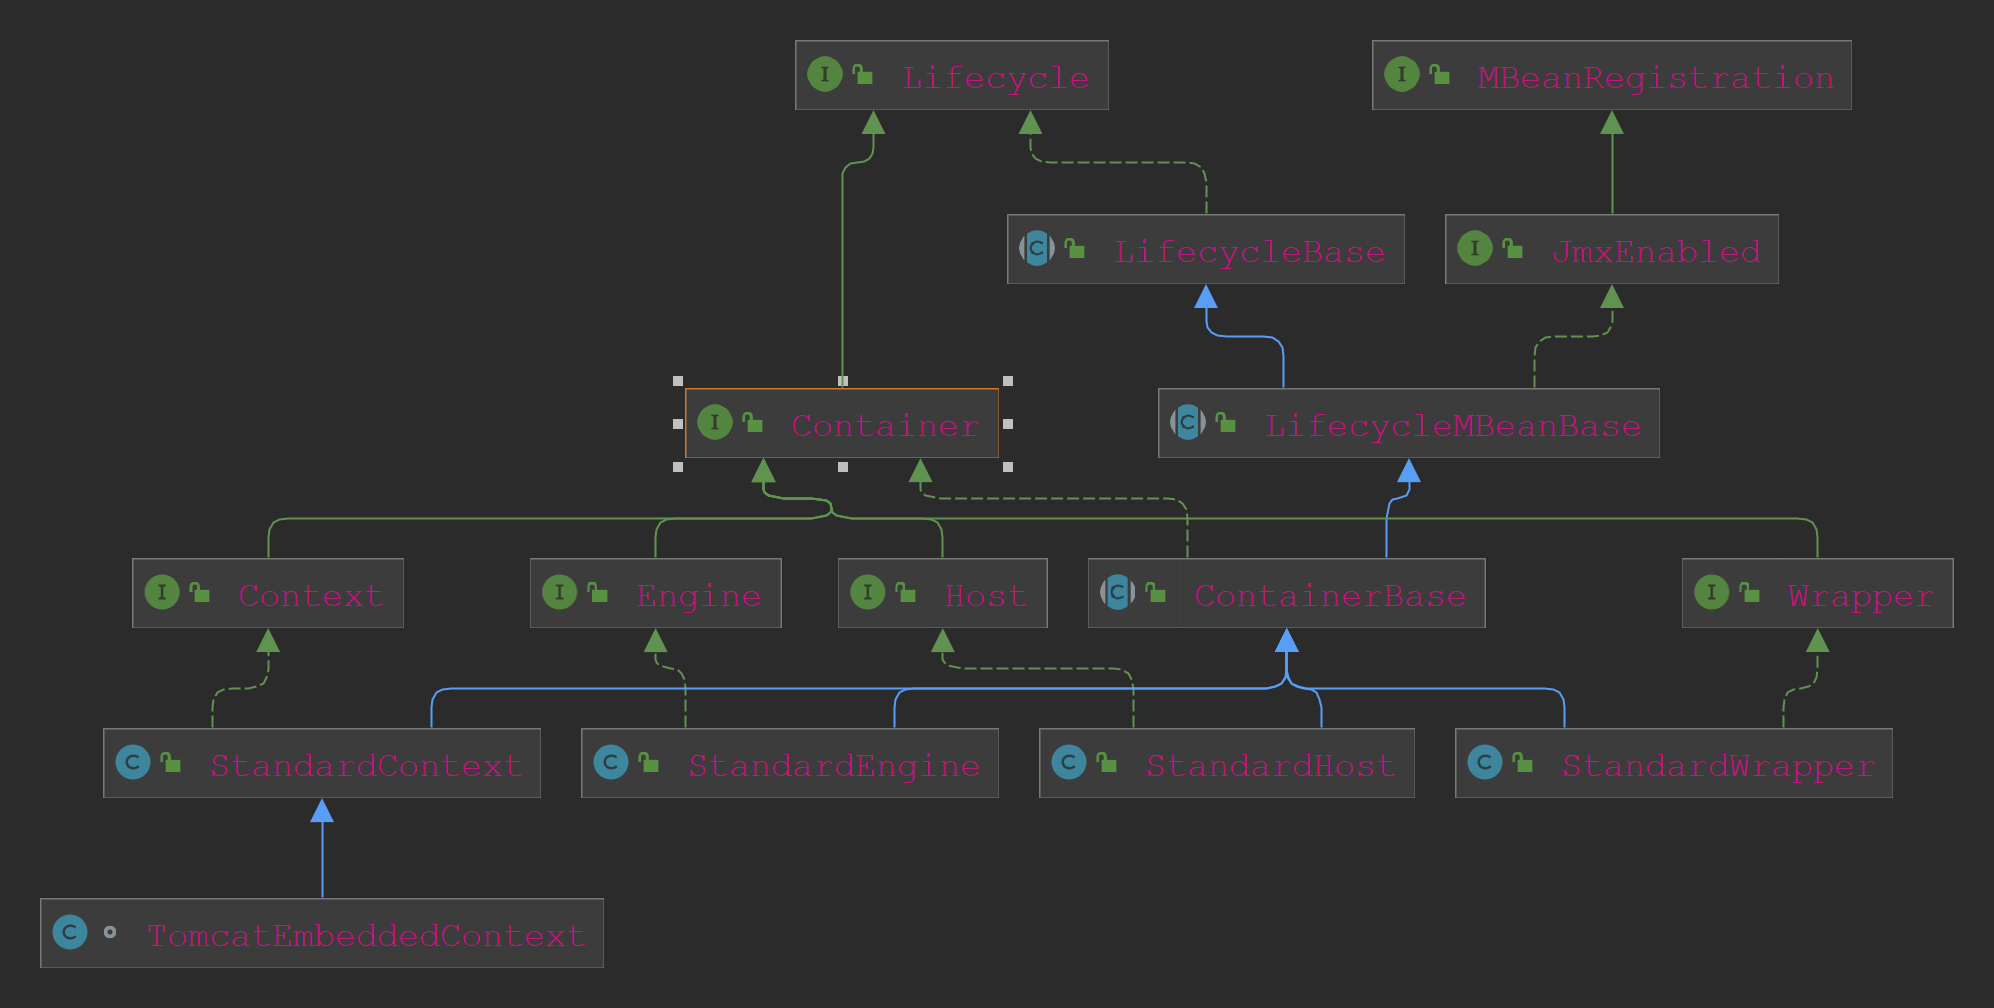 I Lifecycle
I MBeanRegistration
C LifecycleBase
I JmxEnabled
I Container
C LifecycleMBeanBase
I Context
I Engine
I Host
C ContainerBase
I Wrapper
C StandardContext
C StandardEngine
C StandardHost
C StandardWrapper
C TomcatEmbeddedContext